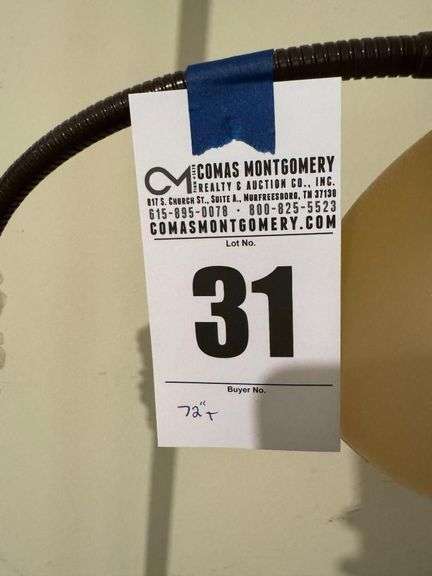 CM
COMAS MONTGOMERY
REALTY & AUCTION CO., INC.
817 S. CHURCH ST., SUITE A., MURFREESBORO, TN 37130
615-895-0078 • 800-825-5523
COMASMONTGOMERY.COM
Lot No.
31
Buyer No.
72"